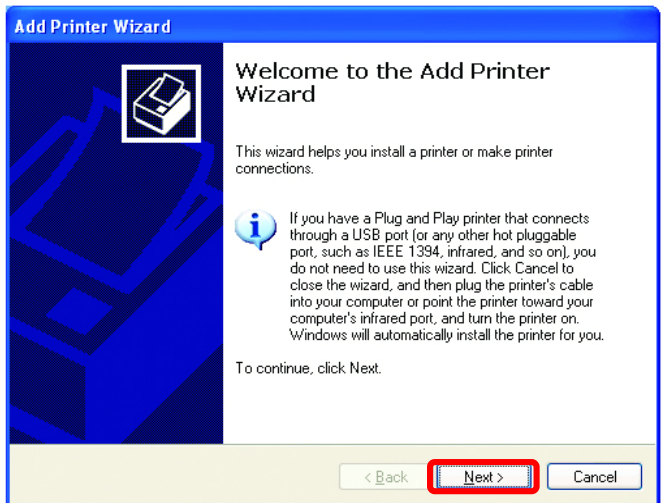 Add Printer Wizard
Welcome to the Add Printer
Wizard
This wizard helps you install a printer or make printer
connections.
If you have a Plug and Play printer that connects
through a USB port (or any other hot pluggable
port, such as IEEE 1394, infrared, and so on), you
do not need to use this wizard. Click Cancel to
close the wizard, and then plug the printer's cable
into your computer or point the printer toward your
computer's infrared port, and turn the printer on.
Windows will automatically install the printer for you.
To continue, click Next.
< Back Next > Cancel